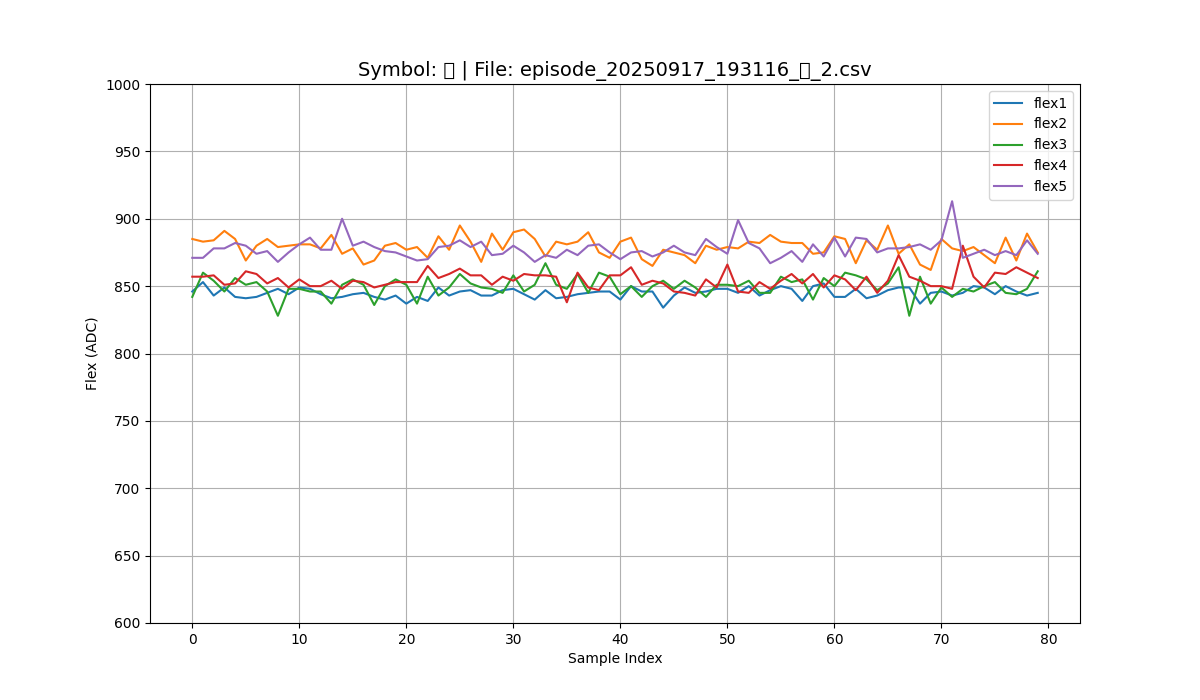 Symbol: ▯ | File: episode_20250917_193116_▯_2.csv
flex1
flex2
flex3
flex4
flex5
Flex (ADC)
1000
950
900
850
800
750
700
650
600
0 10 20 30 40 50 60 70 80
Sample Index